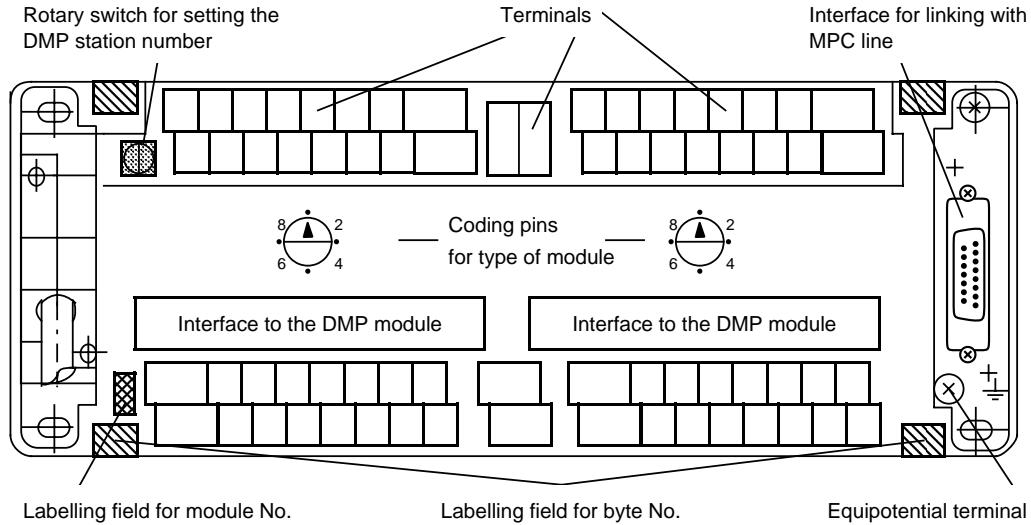 Rotary switch for setting the
DMP station number
Terminals
Interface for linking with
MPC line
8 2
6 4
Coding pins
for type of module
8 2
6 4
Interface to the DMP module
Interface to the DMP module
Labelling field for module No.
Labelling field for byte No.
Equipotential terminal